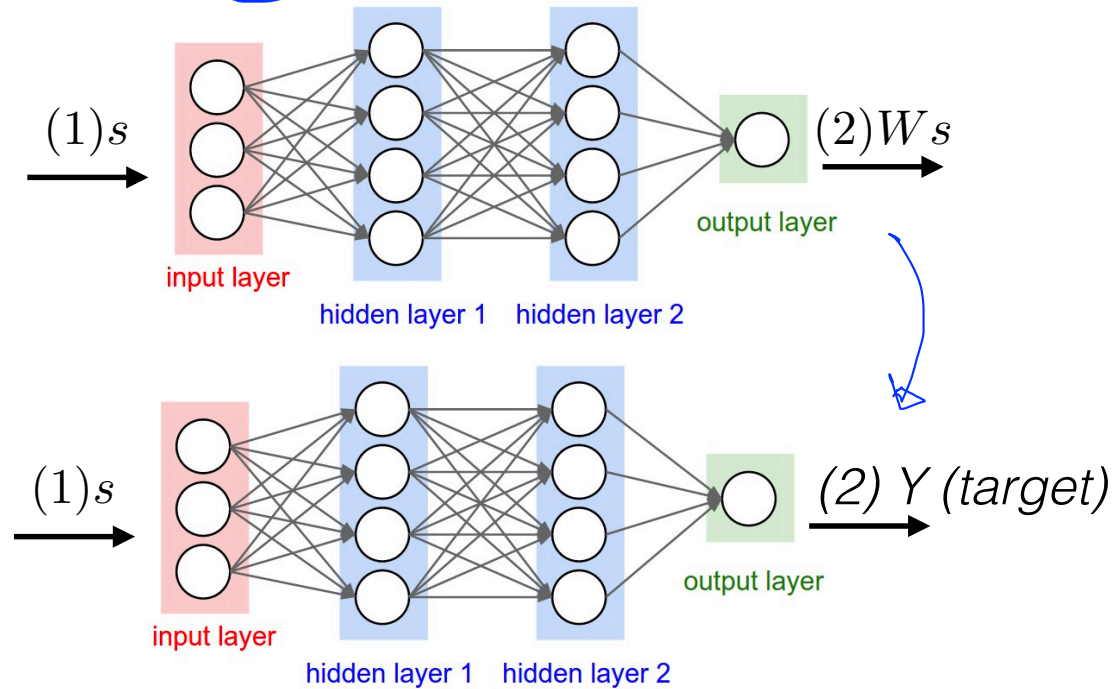 (1)s
(2)Ws
output layer
input layer
hidden layer 1 hidden layer 2
(1)s
(2) Y (target)
output layer
input layer
hidden layer 1 hidden layer 2